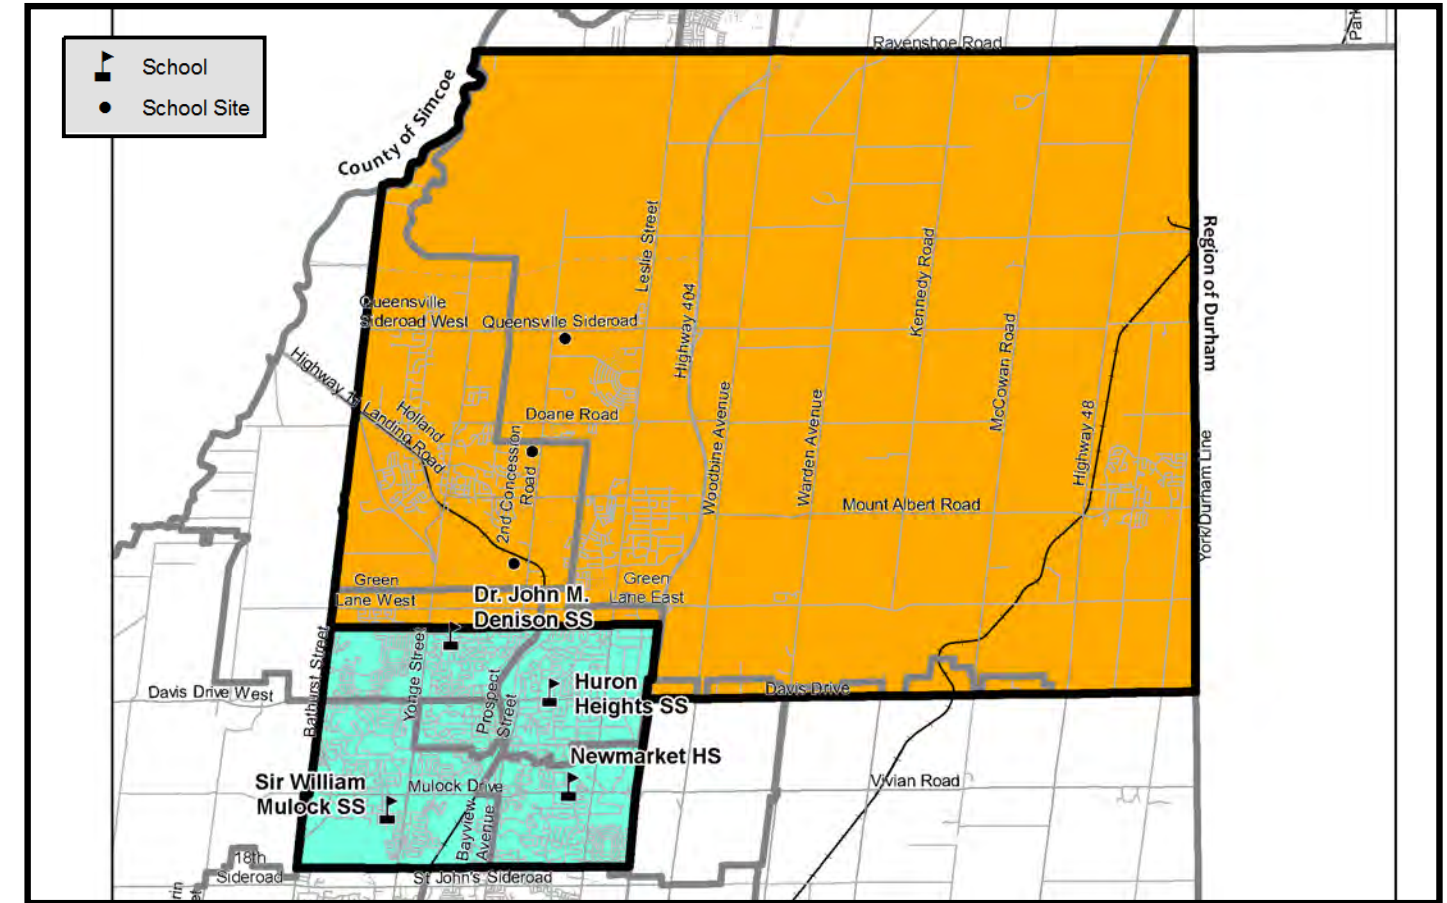 School
School Site
Ravenshoe Road
Park
County of Simcoe
Leslie Street
Highway 404
Kennedy Road
Region of Durham
Queensville
Sideroad West
Queensville Sideroad
McCowan Road
Highway 11
Holland
Landing Road
Doane Road
Woodbine Avenue
Warden Avenue
Highway 48
York/Durham Line
2nd Concession
Road
Mount Albert Road
Green
Lane West
Green
Lane East
Dr. John M.
Denison SS
Bathurst Street
Yonge Street
Prospect
Street
Huron
Heights SS
Davis Drive West
Davis Drive
Newmarket HS
Sir William
Mulock SS
Mulock Drive
Vivian Road
Bayview
Avenue
18th
Sideroad
St John's Sideroad